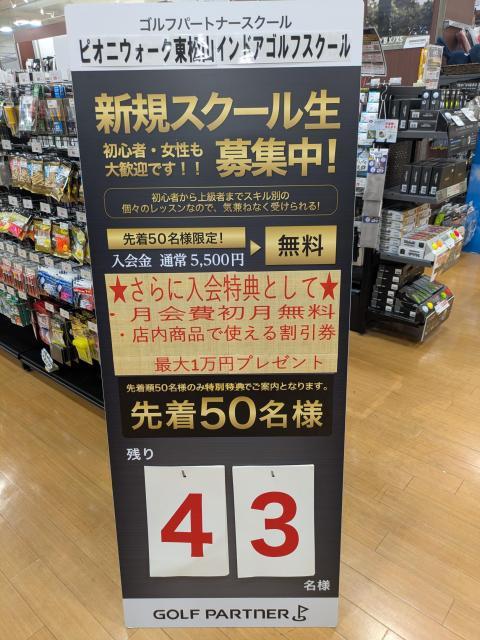 ゴルフパートナースクール
ピオニウォーク東松山インドアゴルフスクール
新規スクール生
初心者・女性も
大歓迎です!!
募集中!
初心者から上級者までスキル別の
個々のレッスンなので、気兼ねなく受けられる!
先着50名様限定!
入会金 通常 5,500円
無料
★さらに入会特典として★
・月会費初月無料
・店内商品で使える割引券
最大1万円プレゼント
先着順50名様のみ特別特典でご案内となります。
先着50名様
残り
4 3
名様
GOLF PARTNER